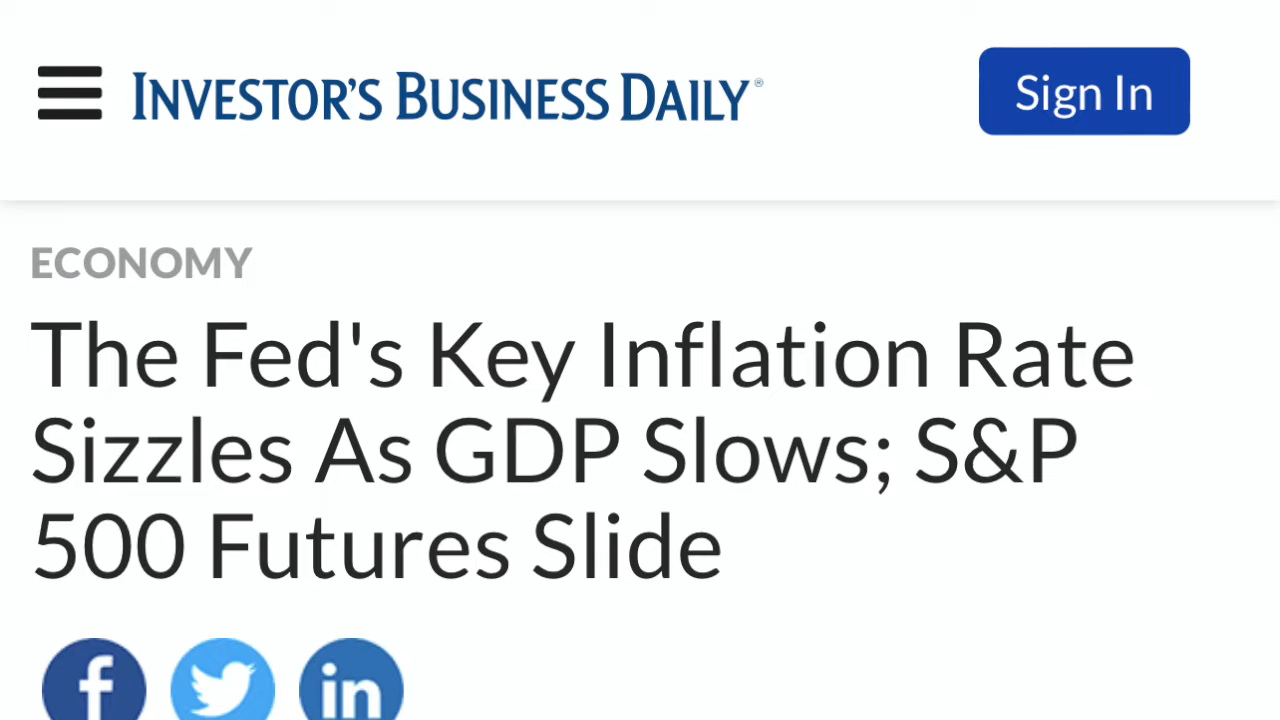 INVESTOR'S BUSINESS DAILY® Sign In
ECONOMY
The Fed's Key Inflation Rate
Sizzles As GDP Slows; S&P
500 Futures Slide
f in